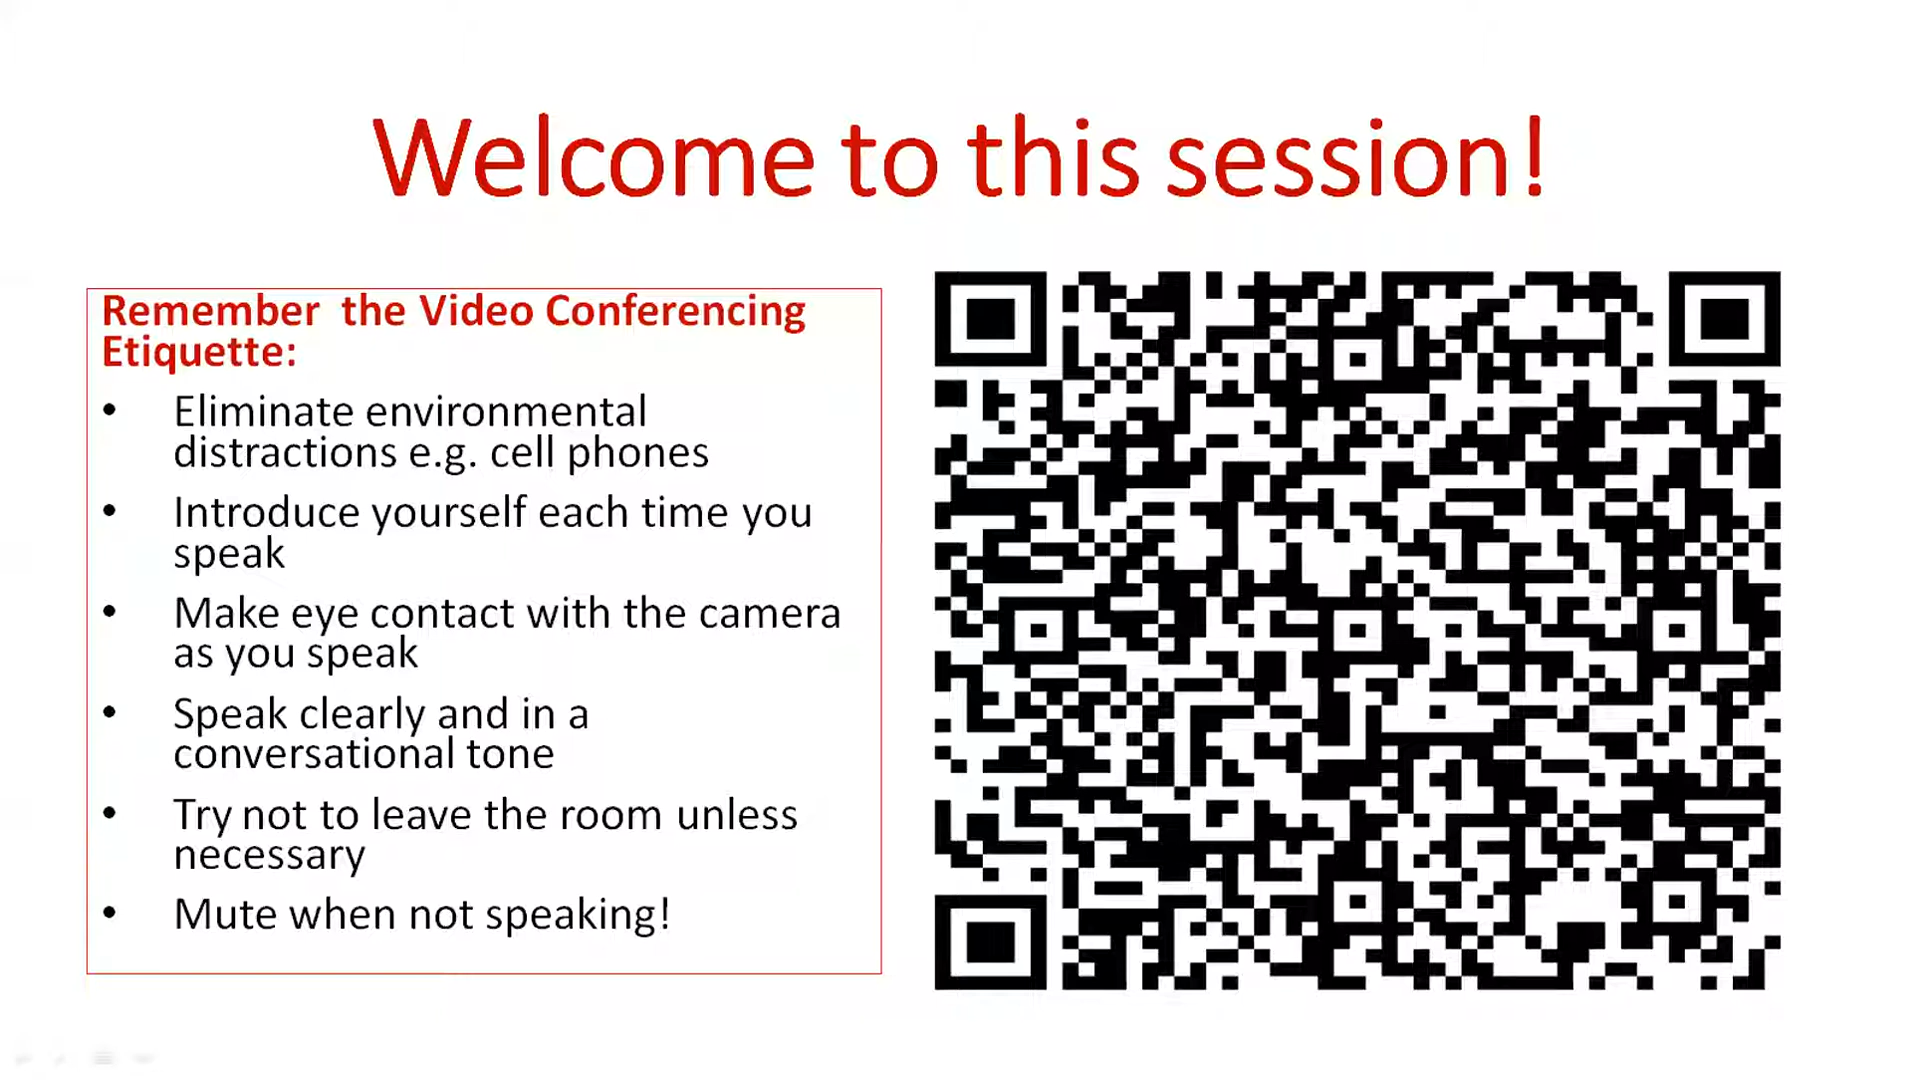 Welcome to this session!
Remember  the Video Conferencing
Etiquette:
• Eliminate environmental
distractions e.g. cell phones
• Introduce yourself each time you
speak
• Make eye contact with the camera
as you speak
• Speak clearly and in a
conversational tone
• Try not to leave the room unless
necessary
• Mute when not speaking!